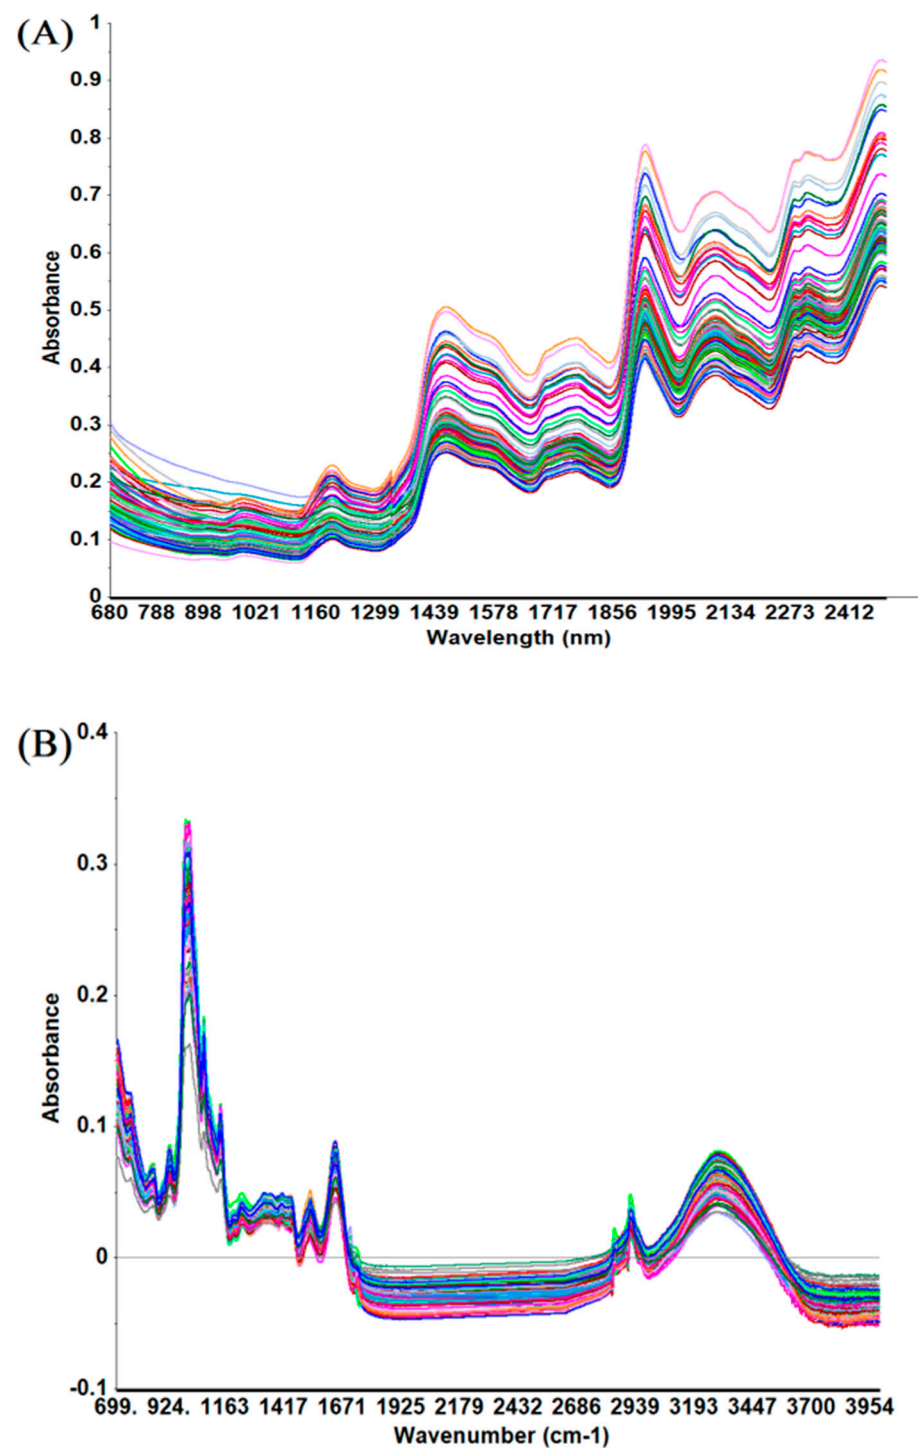 (A)
1
0.9
0.8
0.7
0.6
0.5
0.4
0.3
0.2
0.1
0
Absorbance
680 788 898 1021 1160 1299 1439 1578 1717 1856 1995 2134 2273 2412
Wavelength (nm)
(B)
0.4
0.3
0.2
0.1
0
-0.1
Absorbance
699. 924. 1163 1417 1671 1925 2179 2432 2686 2939 3193 3447 3700 3954
Wavenumber (cm-1)